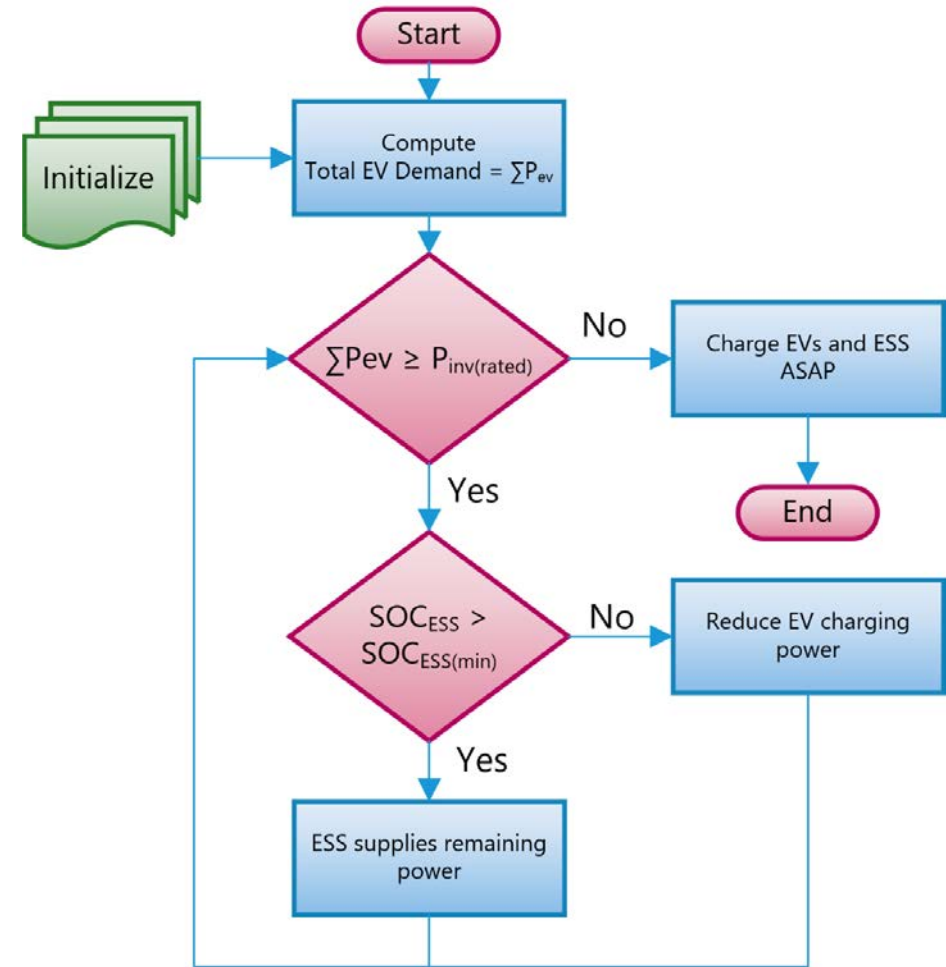 Start
Initialize
Compute
Total EV Demand = ∑Pev
∑Pev ≥ Pinv(rated)
No
Charge EVs and ESS
ASAP
Yes
End
SOCESS >
SOCESS(min)
No
Reduce EV charging
power
Yes
ESS supplies remaining
power